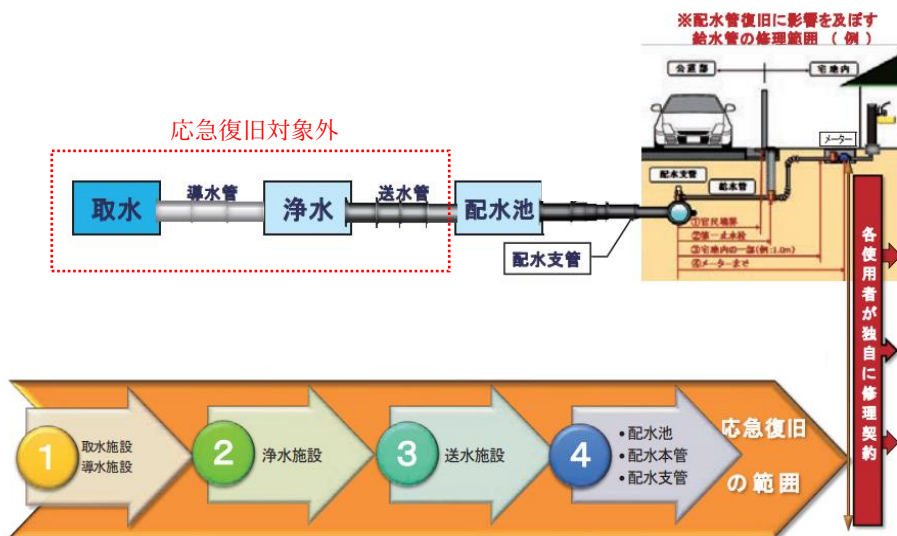 ※配水管復旧に影響を及ぼす
給水管の修理範囲（例）
公道部
宅地内
応急復旧対象外
メーター
取水
導水管
浄水
送水管
配水池
配水支管
配水支管
給水管
①官民境界
②第一止水栓
③宅地内の一部(例:1.0m)
④メーターまで
各使用者が独自に修理契約
1
取水施設
導水施設
2
浄水施設
3
送水施設
4
•配水池
•配水本管
•配水支管
応急復旧
の範囲